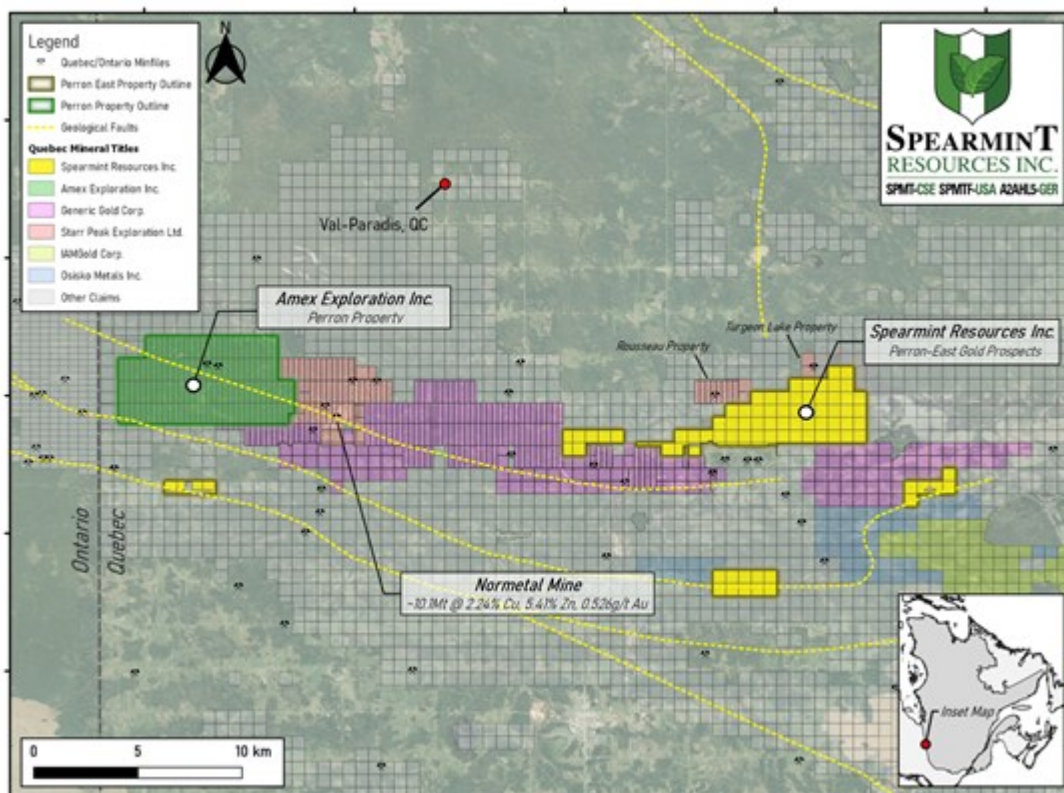 Legend
Quebec/Ontario Minfiles
Perron East Property Outline
Perron Property Outline
Geological Faults
Quebec Mineral Titles
Spearmint Resources Inc.
Amex Exploration Inc.
Generic Gold Corp.
Starr Peak Exploration Ltd.
IAMGold Corp.
Osisko Metals Inc.
Other Claims
N
SPEARMINT
RESOURCES INC.
SPMT-CSE SPMTF-USA A2AHL5-GER
Val-Paradis, QC
Amex Exploration Inc.
Perron Property
Turgeon Lake Property
Rousseau Property
Spearmint Resources Inc.
Perron-East Gold Prospects
Ontario
Quebec
Normetal Mine
~10.1Mt @ 2.24% Cu, 5.41% Zn, 0.526g/t Au
Inset Map
0 5 10 km